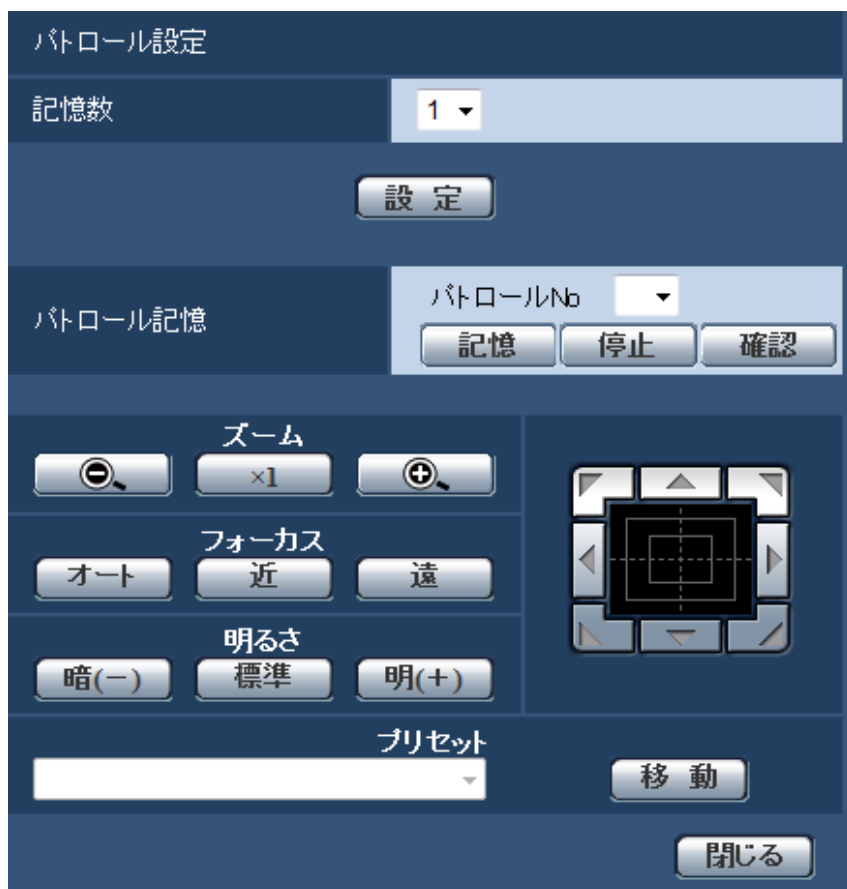 パトロール設定
記憶数 1
設 定
パトロールNo
パトロール記憶
記憶 停止 確認
ズーム
×1
フォーカス
オート 近 遠
明るさ
暗(－) 標準 明(＋)
プリセット
移 動
閉じる